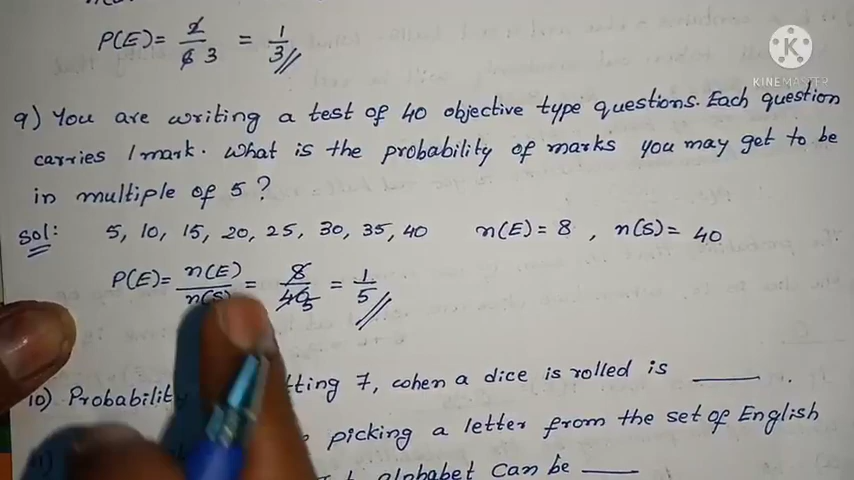 P(E)= 2/6 3 = 1/3
KINEMASTER
9) You are writing a test of 40 objective type questions. Each question
carries 1 mark. What is the probability of marks you may get to be
in multiple of 5 ?
Sol: 5, 10, 15, 20, 25, 30, 35, 40 n(E)= 8 , n(S)= 40
P(E)= n(E)/n(S) = 8/40 5 = 1/5
10) Probability tting 7, when a dice is rolled is ____ .
picking a letter from the set of English
alphabet can be ____